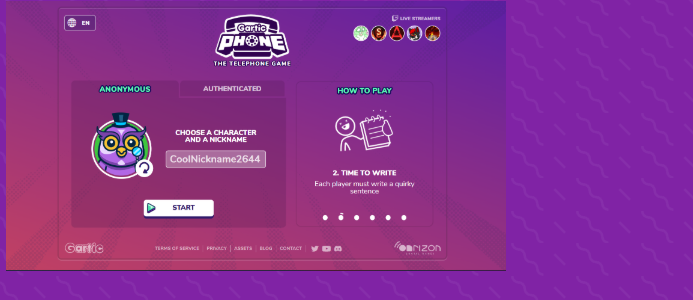 EN
Gartic
PHONE
THE TELEPHONE GAME
LIVE STREAMERS
ANONYMOUS
AUTHENTICATED
CHOOSE A CHARACTER
AND A NICKNAME
CoolNickname2644
START
HOW TO PLAY
2. TIME TO WRITE
Each player must write a quirky
sentence
Gartic
TERMS OF SERVICE
PRIVACY
ASSETS
BLOG
CONTACT